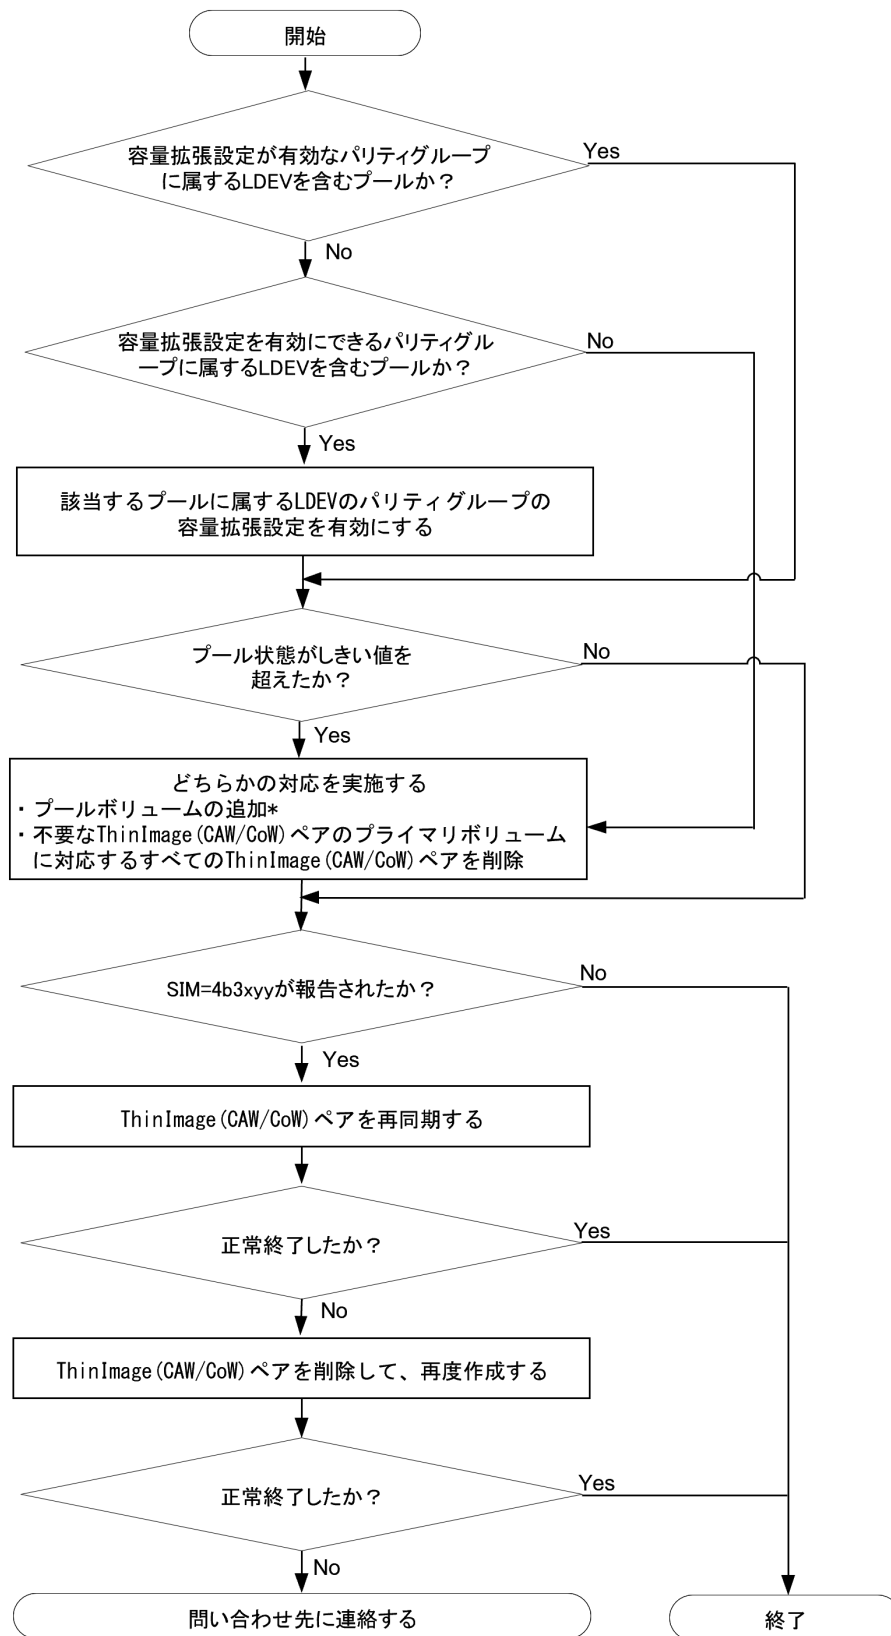 開始
容量拡張設定が有効なパリティグループ
に属するLDEVを含むプールか？
Yes
No
容量拡張設定を有効にできるパリティグル
ープに属するLDEVを含むプールか？
No
Yes
該当するプールに属するLDEVのパリティグループの
容量拡張設定を有効にする
プール状態がしきい値を
超えたか？
No
Yes
どちらかの対応を実施する
・プールボリュームの追加*
・不要なThinImage(CAW/CoW)ペアのプライマリボリューム
に対応するすべてのThinImage(CAW/CoW)ペアを削除
SIM=4b3xyyが報告されたか？
No
Yes
ThinImage(CAW/CoW)ペアを再同期する
正常終了したか？
Yes
No
ThinImage(CAW/CoW)ペアを削除して、再度作成する
正常終了したか？
Yes
No
問い合わせ先に連絡する
終了